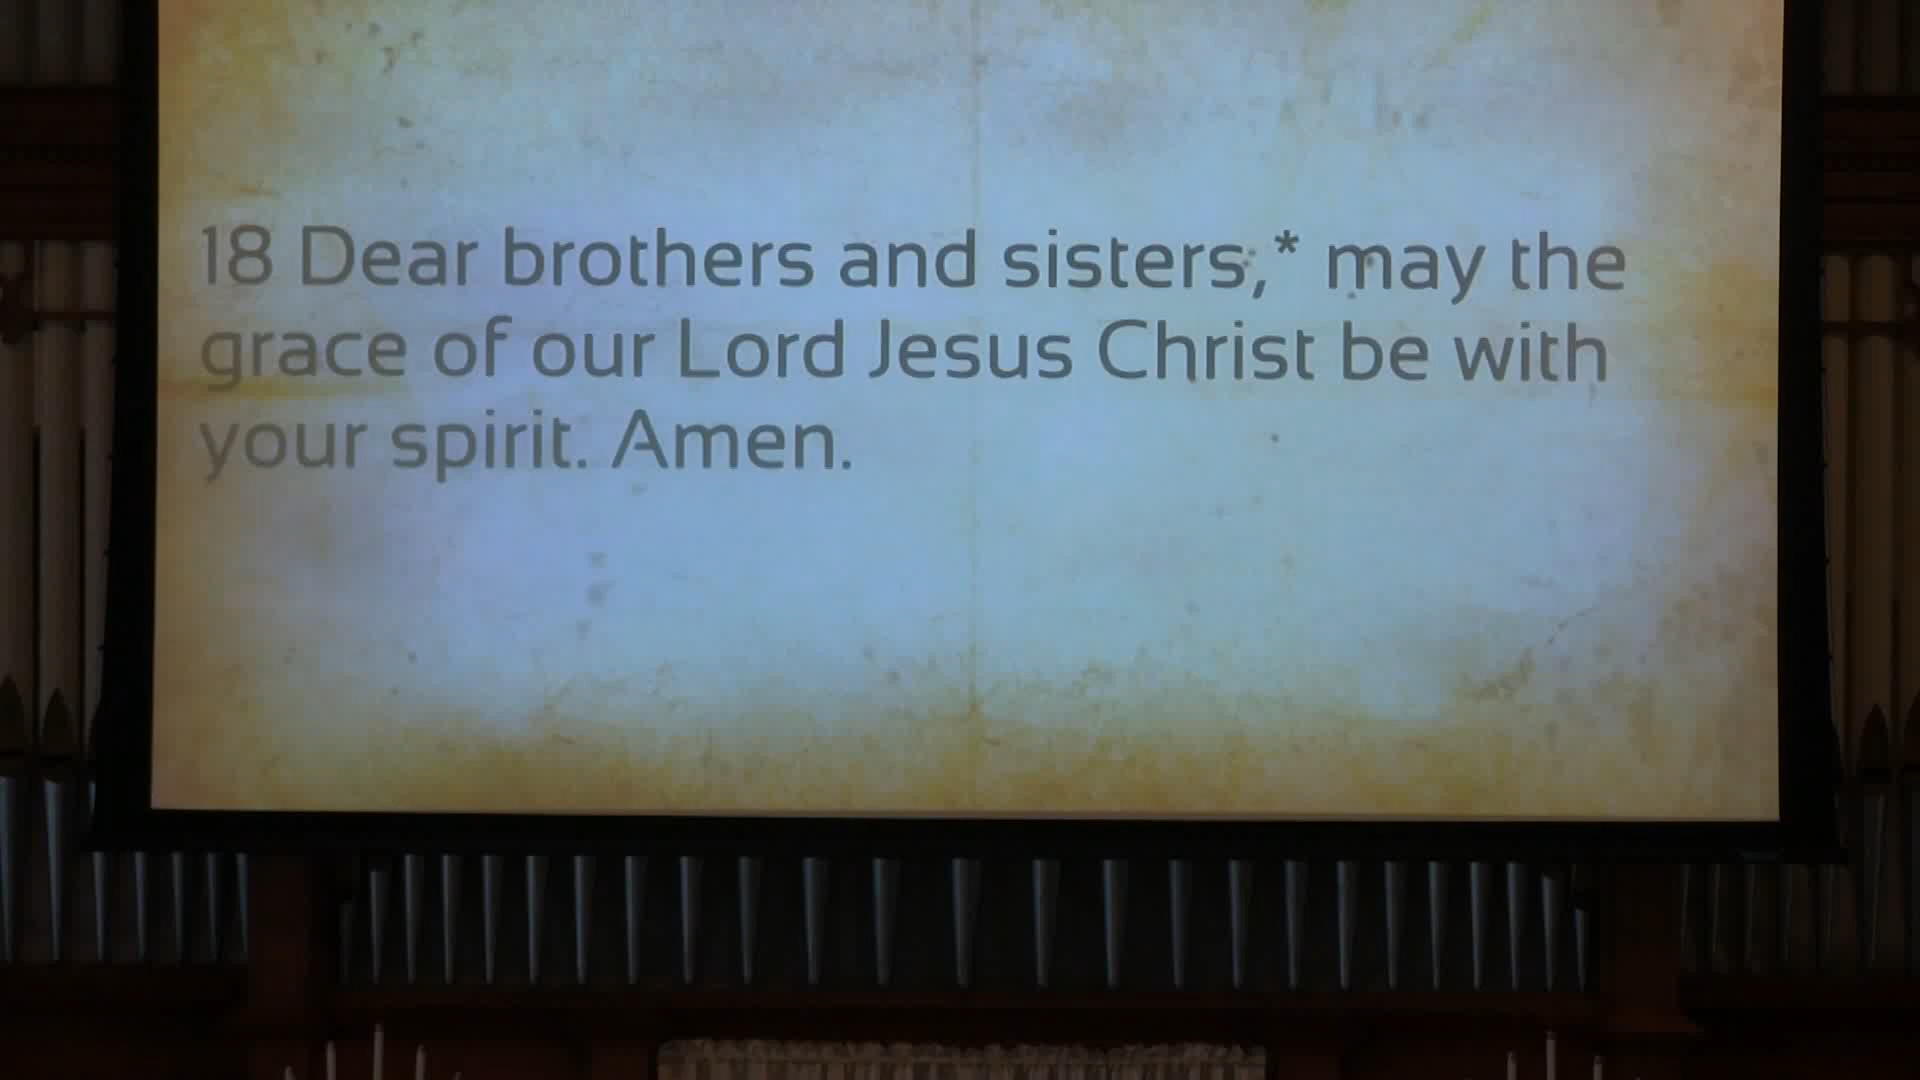 18 Dear brothers and sisters,* may the
grace of our Lord Jesus Christ be with
your spirit. Amen.